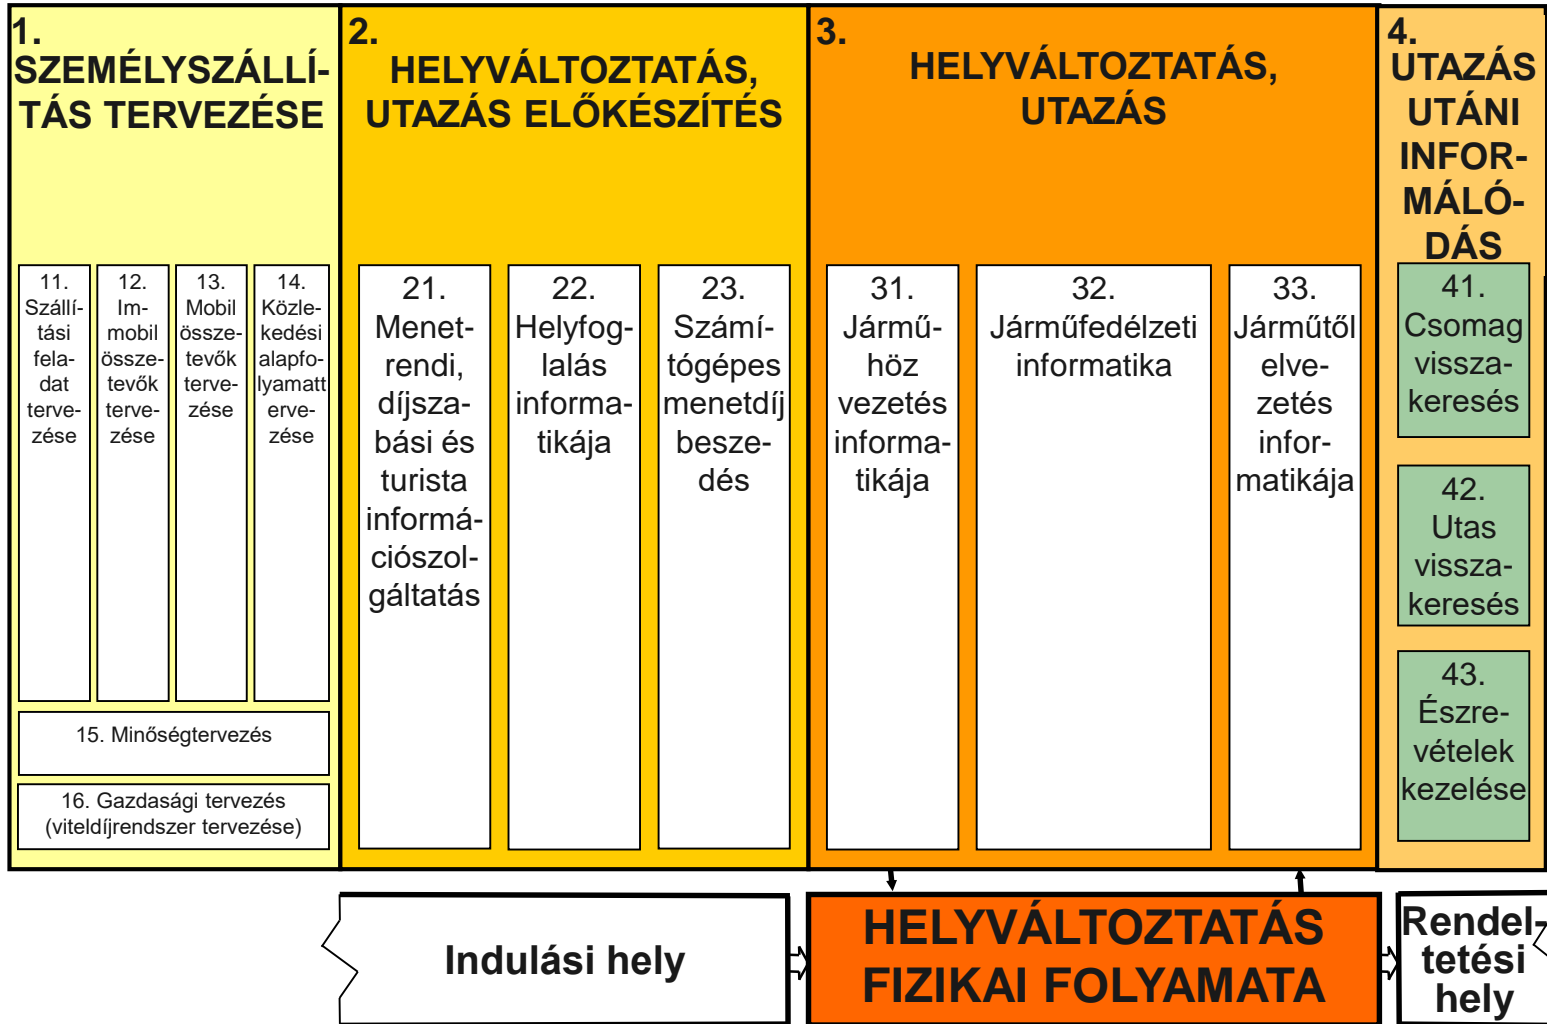 1.
SZEMÉLYSZÁLLÍ-
TÁS TERVEZÉSE
11.
Szállí-
tási
fela-
dat
terve-
zése
12.
Im-
mobil
össze-
tevők
terve-
zése
13.
Mobil
össze-
tevők
terve-
zése
14.
Közle-
kedési
alapfo-
lyamatt
erve-
zése
15. Minőségtervezés
16. Gazdasági tervezés
(viteldíjrendszer tervezése)
2.
HELYVÁLTOZTATÁS,
UTAZÁS ELŐKÉSZÍTÉS
21.
Menet-
rendi,
díjsza-
bási és
turista
informá-
ciószol-
gáltatás
22.
Helyfog-
lalás
informa-
tikája
23.
Számí-
tógépes
menetdíj
besze-
dés
3.
HELYVÁLTOZTATÁS,
UTAZÁS
31.
Jármű-
höz
vezetés
informa-
tikája
32.
Járműfedélzeti
informatika
33.
Járműtől
elve-
zetés
infor-
matikája
4.
UTAZÁS
UTÁNI
INFOR-
MÁLÓ-
DÁS
41.
Csomag
vissza-
keresés
42.
Utas
vissza-
keresés
43.
Észre-
vételek
kezelése
Indulási hely
HELYVÁLTOZTATÁS
FIZIKAI FOLYAMATA
Rendel-
tetési
hely